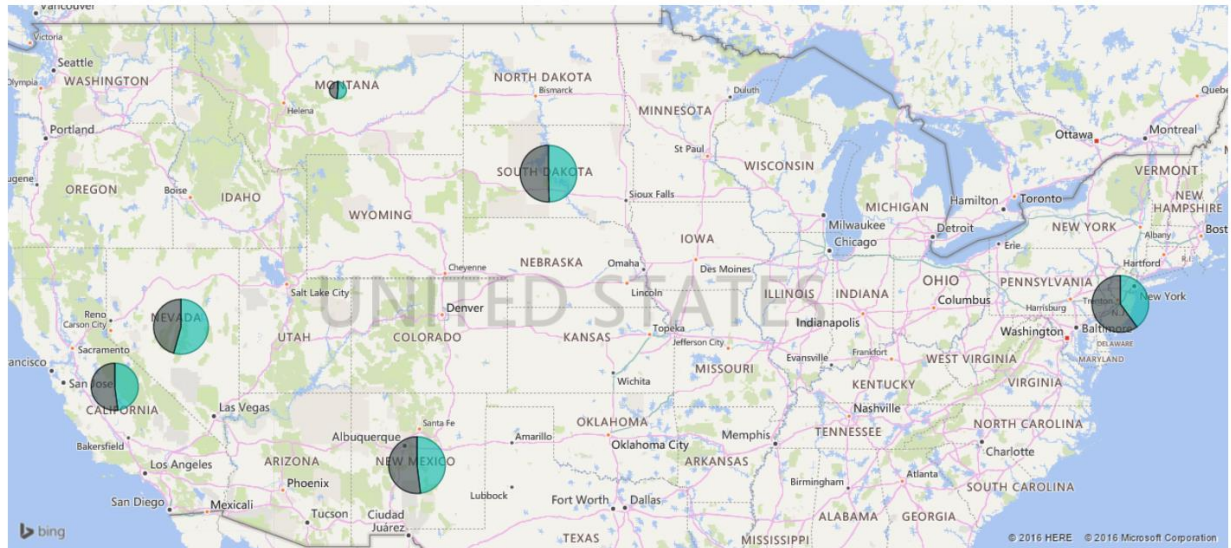 Vancouver
Victoria
Seattle
Olympia
WASHINGTON
MONTANA
Helena
NORTH DAKOTA
Bismarck
MINNESOTA
Duluth
Ottawa
Montreal
Portland
OREGON
Boise
IDAHO
WYOMING
SOUTH DAKOTA
Sioux Falls
St Paul
WISCONSIN
MICHIGAN
Hamilton
Toronto
VERMONT
NEW
HAMPSHIRE
Milwaukee
Chicago
Detroit
Erie
NEW YORK
Albany
Hartford
R.I.
IOWA
Des Moines
NEBRASKA
Omaha
Lincoln
Cheyenne
Salt Lake City
Reno
Carson City
NEVADA
Sacramento
UTAH
Denver
COLORADO
UNITED STATES
KANSAS
Topeka
Jefferson City
MISSOURI
ILLINOIS
INDIANA
Indianapolis
OHIO
Columbus
PENNSYLVANIA
Harrisburg
Trenton
N.J.
New York
Washington
Baltimore
DELAWARE
MARYLAND
WEST VIRGINIA
VIRGINIA
Evansville
Frankfort
KENTUCKY
San Jose
CALIFORNIA
Las Vegas
Bakersfield
Los Angeles
San Diego
Mexicali
ARIZONA
Phoenix
Tucson
Santa Fe
Albuquerque
NEW MEXICO
Ciudad
Juárez
Wichita
OKLAHOMA
Oklahoma City
Amarillo
Lubbock
Fort Worth
Dallas
TEXAS
ARKANSAS
Memphis
Nashville
TENNESSEE
NORTH CAROLINA
Charlotte
SOUTH CAROLINA
Atlanta
Birmingham
ALABAMA
GEORGIA
MISSISSIPPI
bing
© 2016 HERE © 2016 Microsoft Corporation